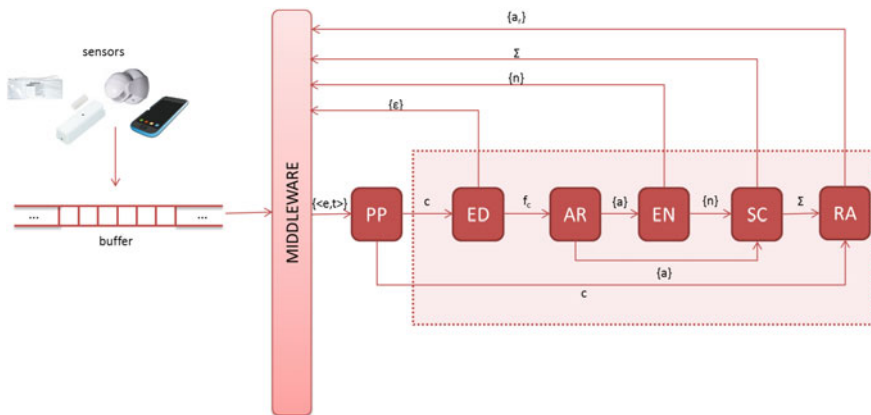 {aᵣ}
sensors
Σ
{n}
{ε}
MIDDLEWARE
{<e,t>}
PP
c
ED
f꜀
AR
{a}
EN
{n}
SC
Σ
RA
...
...
buffer
{a}
c